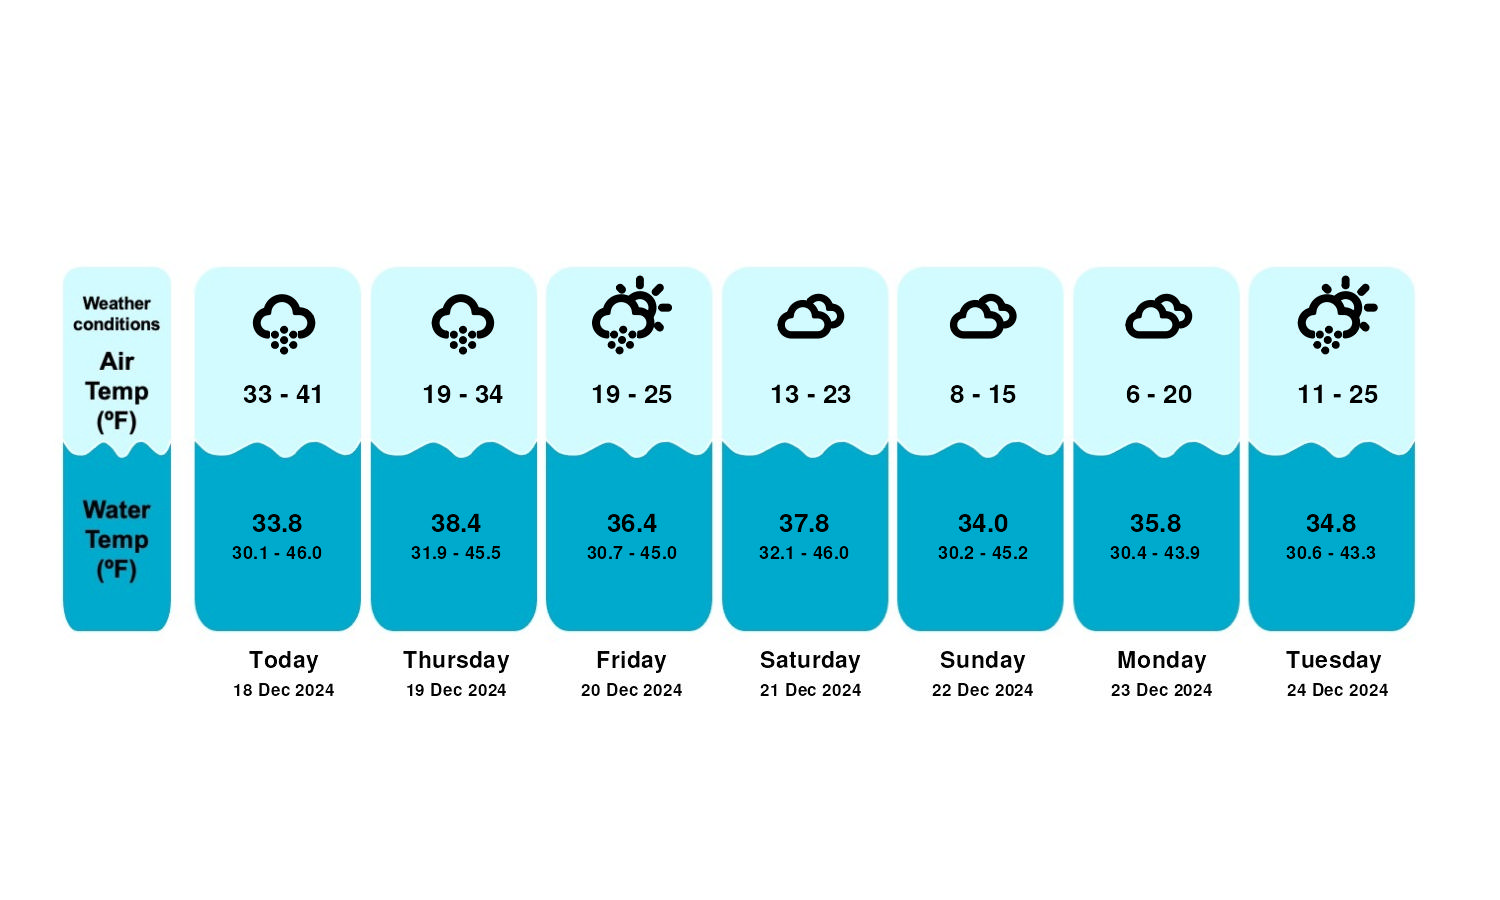 Weather
conditions
Air
Temp
(ºF)
33 - 41
19 - 34
19 - 25
13 - 23
8 - 15
6 - 20
11 - 25
Water
Temp
(ºF)
33.8
38.4
36.4
37.8
34.0
35.8
34.8
30.1 - 46.0
31.9 - 45.5
30.7 - 45.0
32.1 - 46.0
30.2 - 45.2
30.4 - 43.9
30.6 - 43.3
Today
Thursday
Friday
Saturday
Sunday
Monday
Tuesday
18 Dec 2024
19 Dec 2024
20 Dec 2024
21 Dec 2024
22 Dec 2024
23 Dec 2024
24 Dec 2024